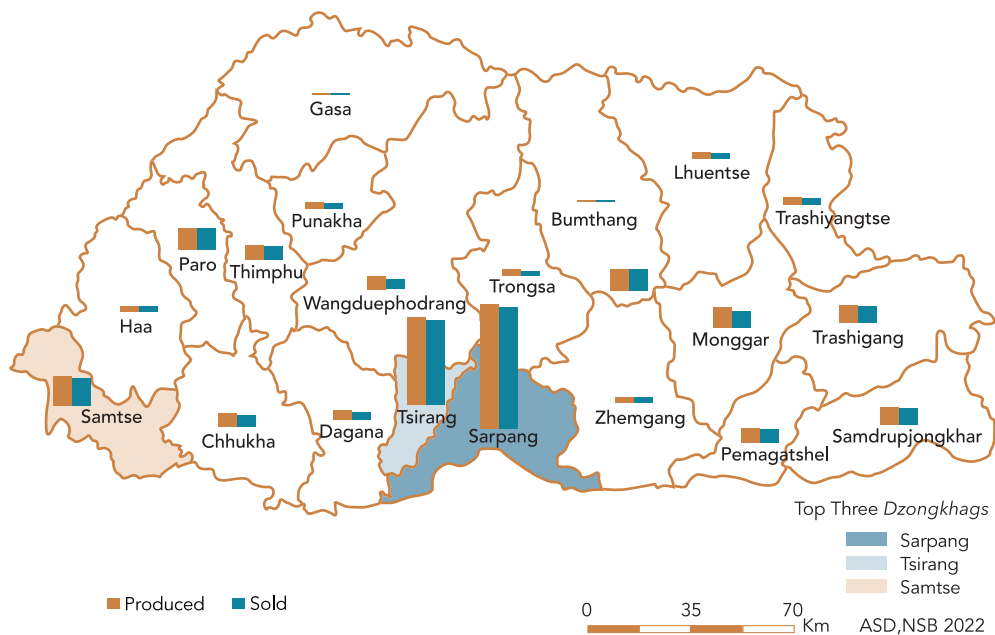 Gasa
Lhuentse
Punakha
Bumthang
Trashiyangtse
Paro
Thimphu
Trongsa
Wangduephodrang
Haa
Monggar
Trashigang
Samtse
Tsirang
Zhemgang
Chhukha
Dagana
Sarpang
Samdrupjongkhar
Pemagatshel
Top Three Dzongkhags
Sarpang
Tsirang
Samtse
Produced Sold
0 35 70
Km
ASD,NSB 2022